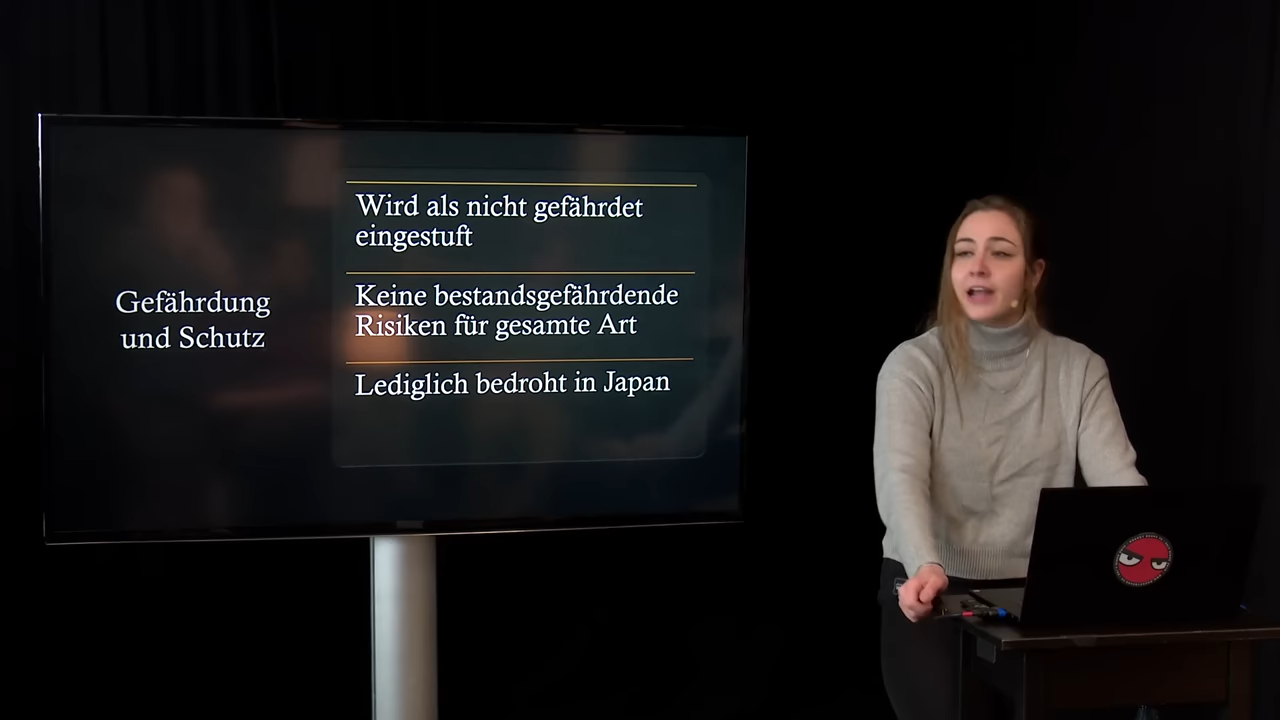 Gefährdung
und Schutz
Wird als nicht gefährdet
eingestuft
Keine bestandsgefährdende
Risiken für gesamte Art
Lediglich bedroht in Japan